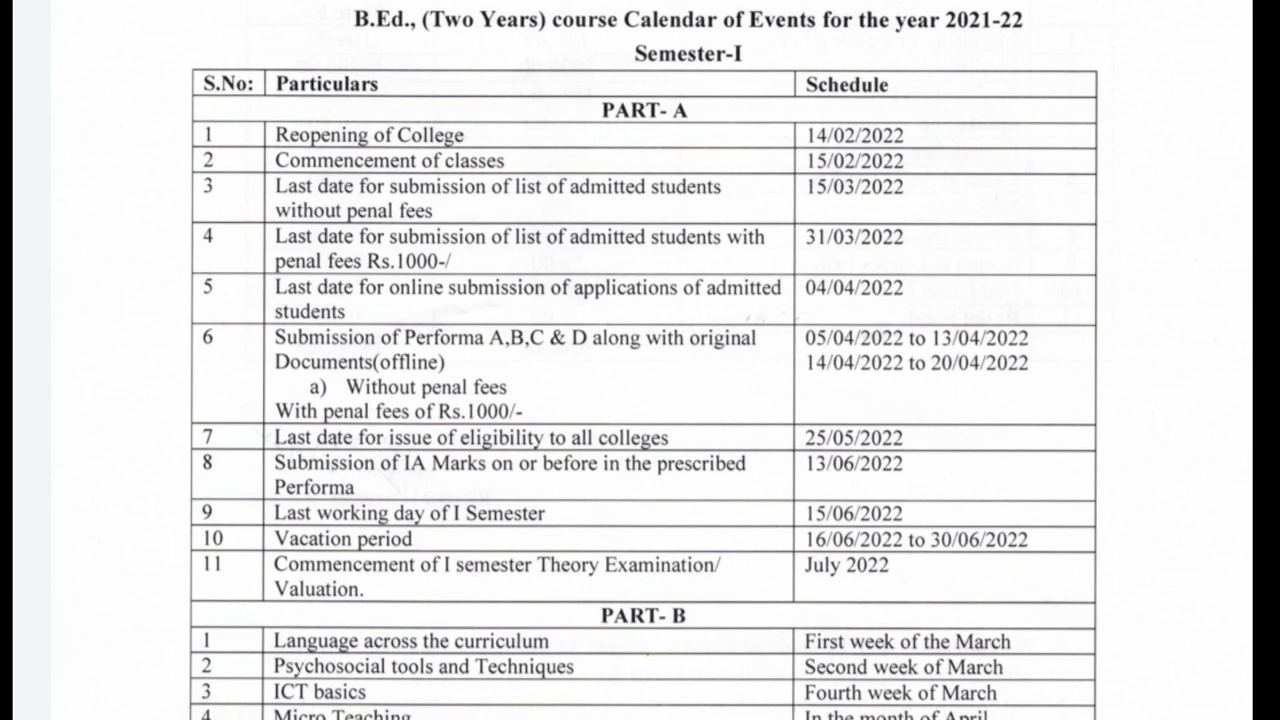 B.Ed., (Two Years) course Calendar of Events for the year 2021-22
Semester-I
S.No: Particulars Schedule
PART- A
1 Reopening of College 14/02/2022
2 Commencement of classes 15/02/2022
3 Last date for submission of list of admitted students 15/03/2022
without penal fees
4 Last date for submission of list of admitted students with 31/03/2022
penal fees Rs.1000-/
5 Last date for online submission of applications of admitted 04/04/2022
students
6 Submission of Performa A,B,C & D along with original 05/04/2022 to 13/04/2022
Documents(offline) 14/04/2022 to 20/04/2022
a) Without penal fees
With penal fees of Rs.1000/-
7 Last date for issue of eligibility to all colleges 25/05/2022
8 Submission of IA Marks on or before in the prescribed 13/06/2022
Performa
9 Last working day of I Semester 15/06/2022
10 Vacation period 16/06/2022 to 30/06/2022
11 Commencement of I semester Theory Examination/ July 2022
Valuation.
PART- B
1 Language across the curriculum First week of the March
2 Psychosocial tools and Techniques Second week of March
3 ICT basics Fourth week of March
4 Micro Teaching In the month of April